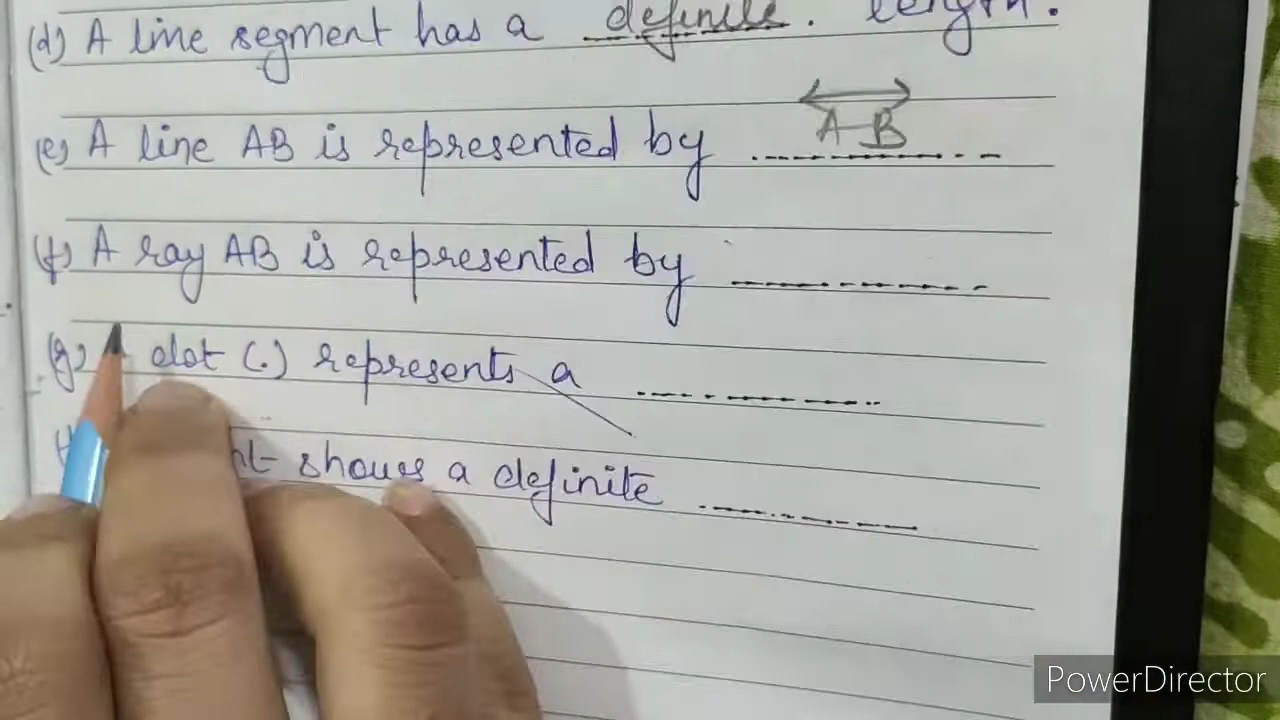 (d) A line segment has a definite. length.
(e) A line AB is represented by AB
(f) A ray AB is represented by
(g) dot (.) represents a
shows a definite
PowerDirector